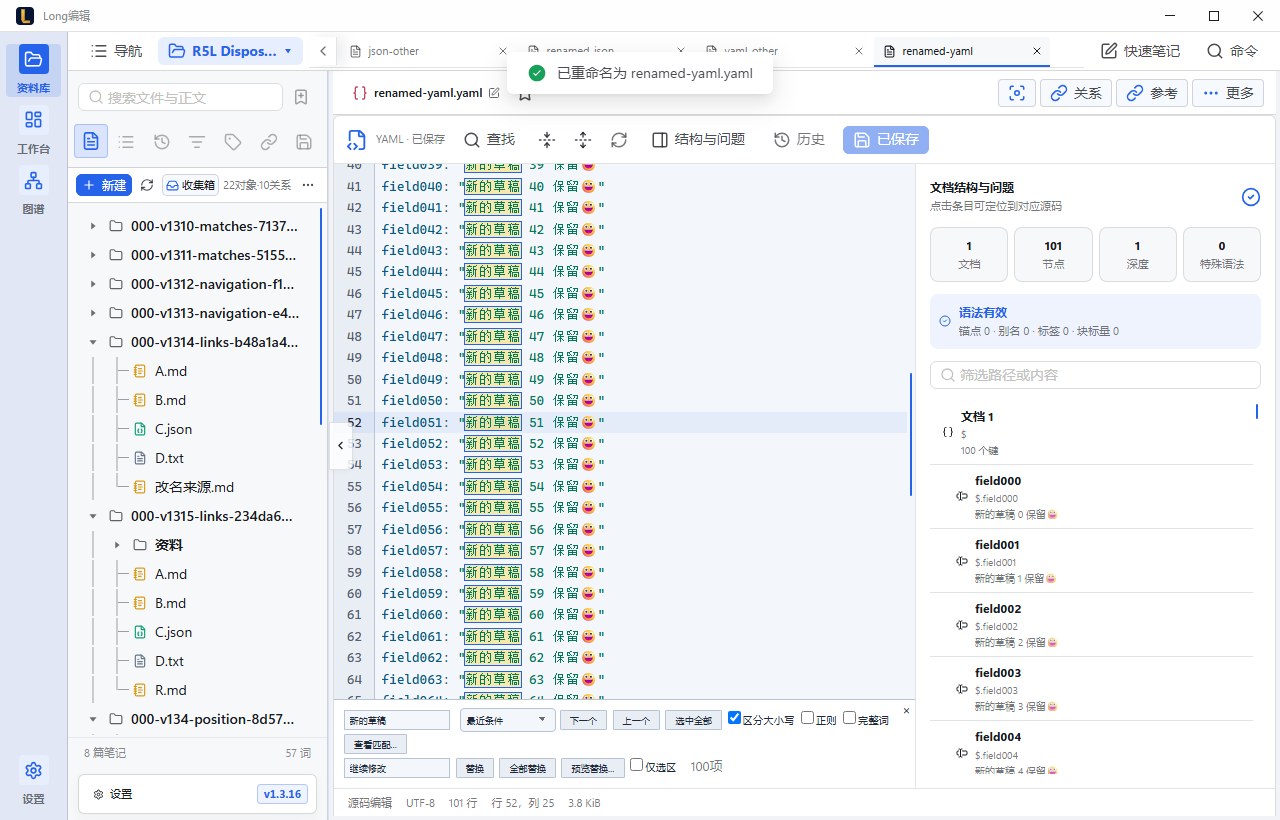 Long编辑
导航
R5L Dispos...
json-other
renamed-json
yaml-other
renamed-yaml
快速笔记
命令
已重命名为 renamed-yaml.yaml
资料库
工作台
图谱
设置
搜索文件与正文
新建
收集箱
22对象·10关系
000-v1310-matches-7137...
000-v1311-matches-5155...
000-v1312-navigation-f1...
000-v1313-navigation-e4...
000-v1314-links-b48a1a4...
A.md
B.md
C.json
D.txt
改名来源.md
000-v1315-links-234da6...
资料
A.md
B.md
C.json
D.txt
R.md
000-v134-position-8d57...
8 篇笔记
57 词
设置
v1.3.16
renamed-yaml.yaml
关系
参考
更多
YAML · 已保存
查找
结构与问题
历史
已保存
40 field039: "新的草稿 39 保留😀"
41 field040: "新的草稿 40 保留😀"
42 field041: "新的草稿 41 保留😀"
43 field042: "新的草稿 42 保留😀"
44 field043: "新的草稿 43 保留😀"
45 field044: "新的草稿 44 保留😀"
46 field045: "新的草稿 45 保留😀"
47 field046: "新的草稿 46 保留😀"
48 field047: "新的草稿 47 保留😀"
49 field048: "新的草稿 48 保留😀"
50 field049: "新的草稿 49 保留😀"
51 field050: "新的草稿 50 保留😀"
52 field051: "新的草稿 51 保留😀"
53 field052: "新的草稿 52 保留😀"
54 field053: "新的草稿 53 保留😀"
55 field054: "新的草稿 54 保留😀"
56 field055: "新的草稿 55 保留😀"
57 field056: "新的草稿 56 保留😀"
58 field057: "新的草稿 57 保留😀"
59 field058: "新的草稿 58 保留😀"
60 field059: "新的草稿 59 保留😀"
61 field060: "新的草稿 60 保留😀"
62 field061: "新的草稿 61 保留😀"
63 field062: "新的草稿 62 保留😀"
64 field063: "新的草稿 63 保留😀"
65 field064: "新的草稿 64 保留😀"
新的草稿
最近条件
下一个
上一个
选中全部
区分大小写
正则
完整词
查看匹配...
继续修改
替换
全部替换
预览替换...
仅选区
100项
源码编辑
UTF-8
101 行
行 52，列 25
3.8 KiB
文档结构与问题
点击条目可定位到对应源码
1
文档
101
节点
1
深度
0
特殊语法
语法有效
锚点 0 · 别名 0 · 标签 0 · 块标量 0
筛选路径或内容
文档 1
$
100 个键
field000
$.field000
新的草稿 0 保留😀
field001
$.field001
新的草稿 1 保留😀
field002
$.field002
新的草稿 2 保留😀
field003
$.field003
新的草稿 3 保留😀
field004
$.field004
新的草稿 4 保留😀